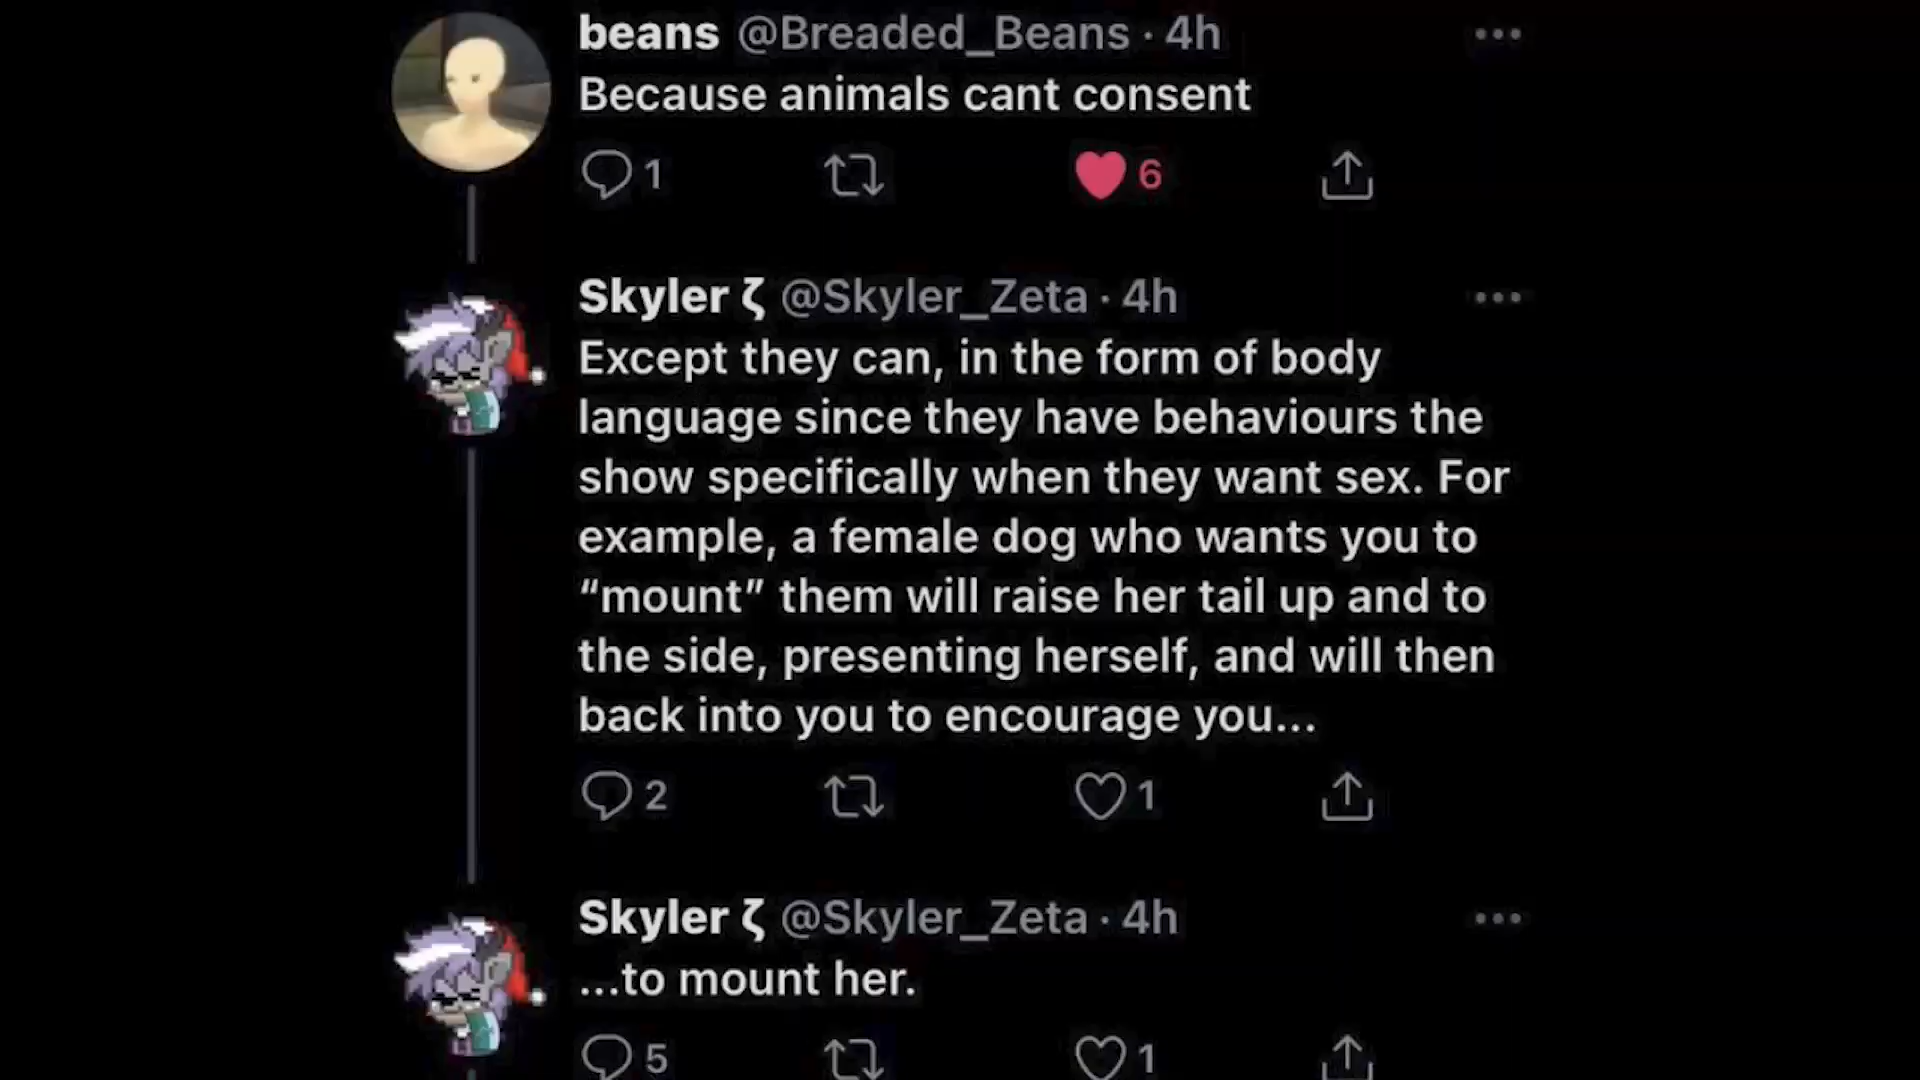 beans @Breaded_Beans · 4h
Because animals cant consent
1 6
Skyler ζ @Skyler_Zeta · 4h
Except they can, in the form of body
language since they have behaviours the
show specifically when they want sex. For
example, a female dog who wants you to
“mount” them will raise her tail up and to
the side, presenting herself, and will then
back into you to encourage you...
2 1
Skyler ζ @Skyler_Zeta · 4h
...to mount her.
5 1